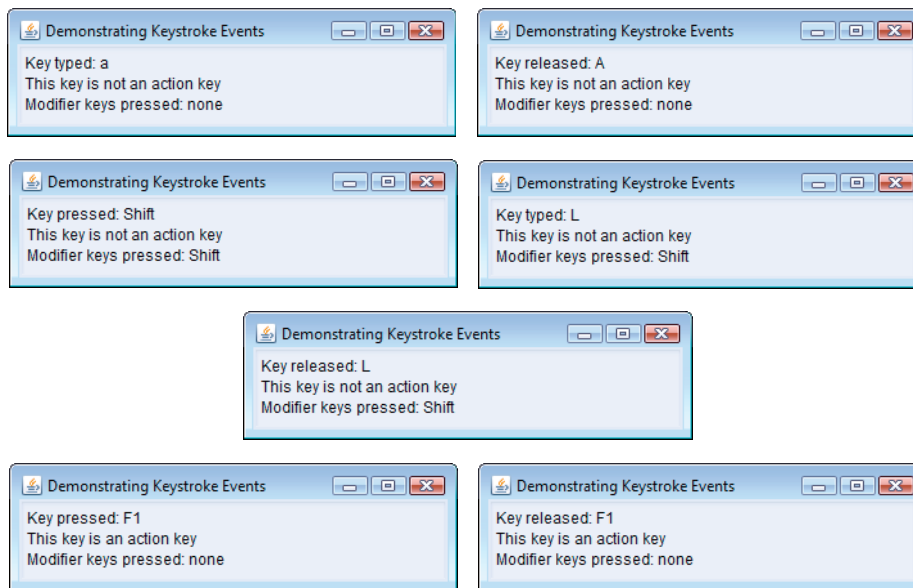 Demonstrating Keystroke Events
Key typed: a
This key is not an action key
Modifier keys pressed: none
Demonstrating Keystroke Events
Key released: A
This key is not an action key
Modifier keys pressed: none
Demonstrating Keystroke Events
Key pressed: Shift
This key is not an action key
Modifier keys pressed: Shift
Demonstrating Keystroke Events
Key typed: L
This key is not an action key
Modifier keys pressed: Shift
Demonstrating Keystroke Events
Key released: L
This key is not an action key
Modifier keys pressed: Shift
Demonstrating Keystroke Events
Key pressed: F1
This key is an action key
Modifier keys pressed: none
Demonstrating Keystroke Events
Key released: F1
This key is an action key
Modifier keys pressed: none